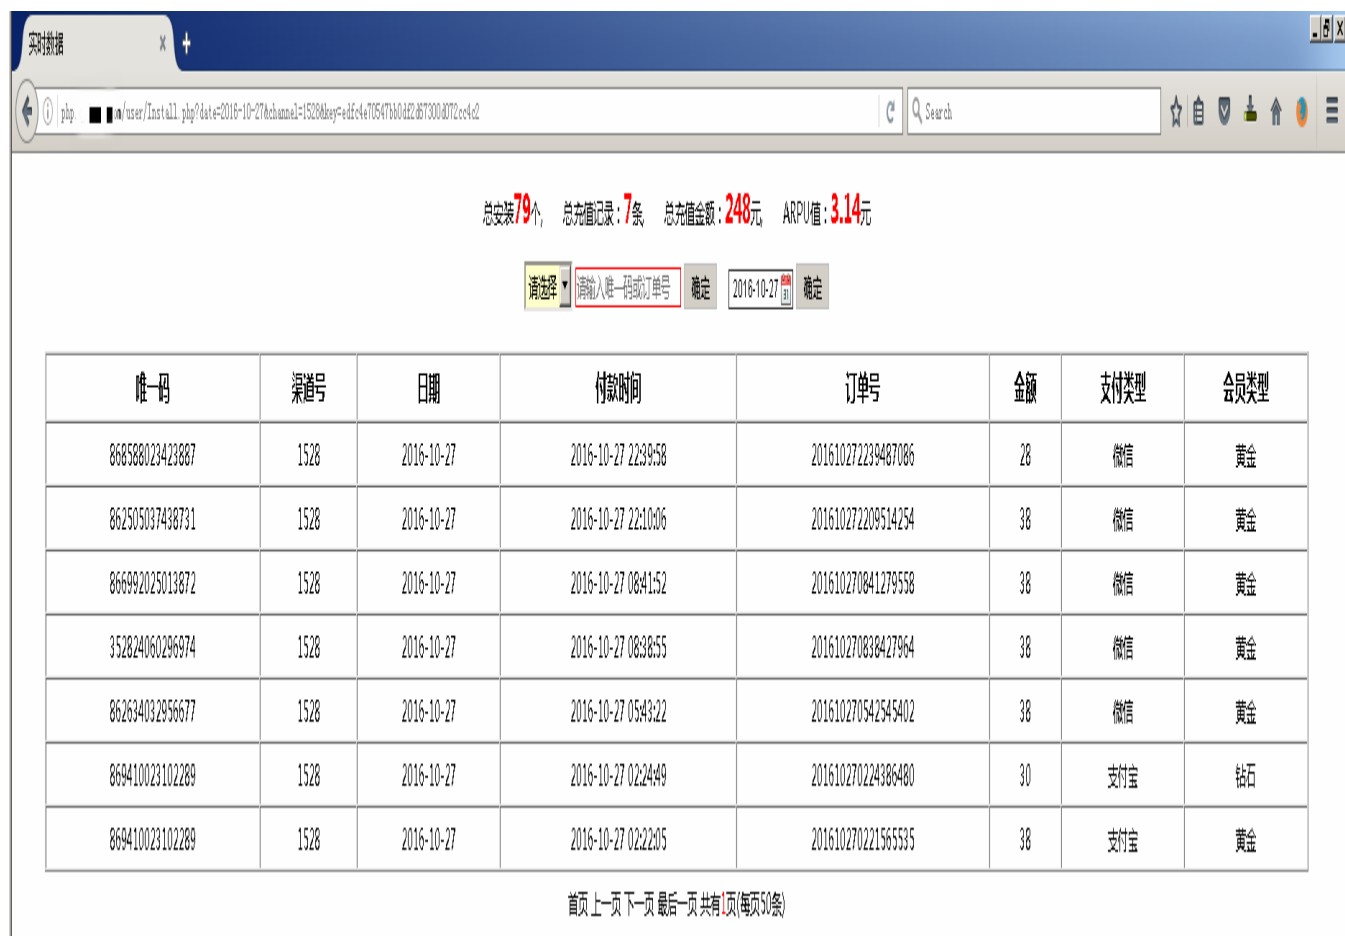 实时数据
php. /user/Install.php?date=2016-10-27&channel=1528&key=edfc4e70547bb0df2d67300d072cc4c2 Search
总安装79个, 总充值记录：7条, 总充值金额：248元, ARPU值：3.14元
请选择 请输入唯一码或订单号 确定 2016-10-27 确定
唯一码 渠道号 日期 付款时间 订单号 金额 支付类型 会员类型
868588023423887 1528 2016-10-27 2016-10-27 22:39:58 201610272239487086 28 微信 黄金
862505037438731 1528 2016-10-27 2016-10-27 22:10:06 201610272209514254 38 微信 黄金
866992025013872 1528 2016-10-27 2016-10-27 08:41:52 201610270841279558 38 微信 黄金
352824060296974 1528 2016-10-27 2016-10-27 08:38:55 201610270838427964 38 微信 黄金
862634032956677 1528 2016-10-27 2016-10-27 05:43:22 201610270542545402 38 微信 黄金
869410023102289 1528 2016-10-27 2016-10-27 02:24:49 201610270224386480 30 支付宝 钻石
869410023102289 1528 2016-10-27 2016-10-27 02:22:05 201610270221565535 38 支付宝 黄金
首页 上一页 下一页 最后一页 共有1页(每页50条)